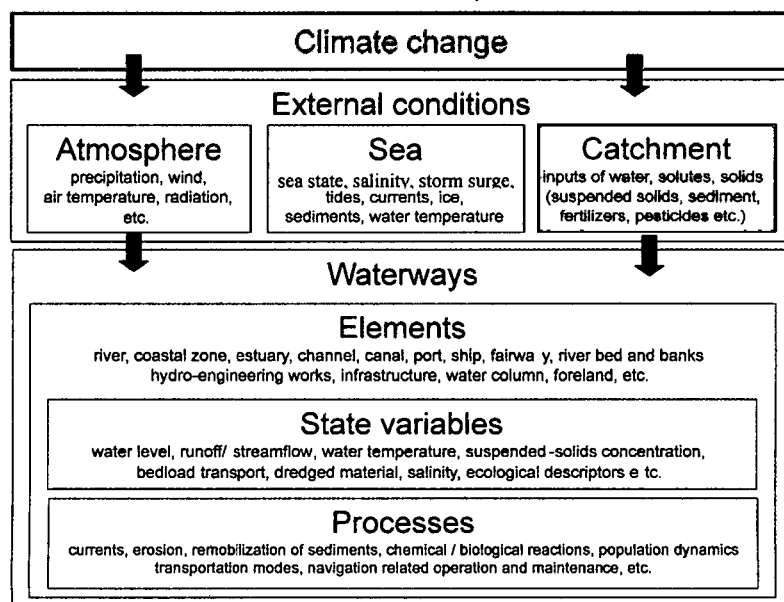 Climate change
External conditions
Atmosphere
precipitation, wind,
air temperature, radiation,
etc.
Sea
sea state, salinity, storm surge,
tides, currents, ice,
sediments, water temperature
Catchment
inputs of water, solutes, solids
(suspended solids, sediment,
fertilizers, pesticides etc.)
Waterways
Elements
river, coastal zone, estuary, channel, canal, port, ship, fairwa y, river bed and banks
hydro-engineering works, infrastructure, water column, foreland, etc.
State variables
water level, runoff/ streamflow, water temperature, suspended-solids concentration,
bedload transport, dredged material, salinity, ecological descriptors e tc.
Processes
currents, erosion, remobilization of sediments, chemical / biological reactions, population dynamics
transportation modes, navigation related operation and maintenance, etc.